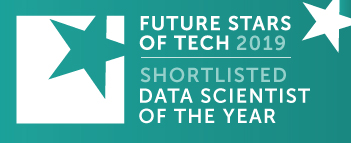 FUTURE STARS
OF TECH 2019
SHORTLISTED
DATA SCIENTIST
OF THE YEAR